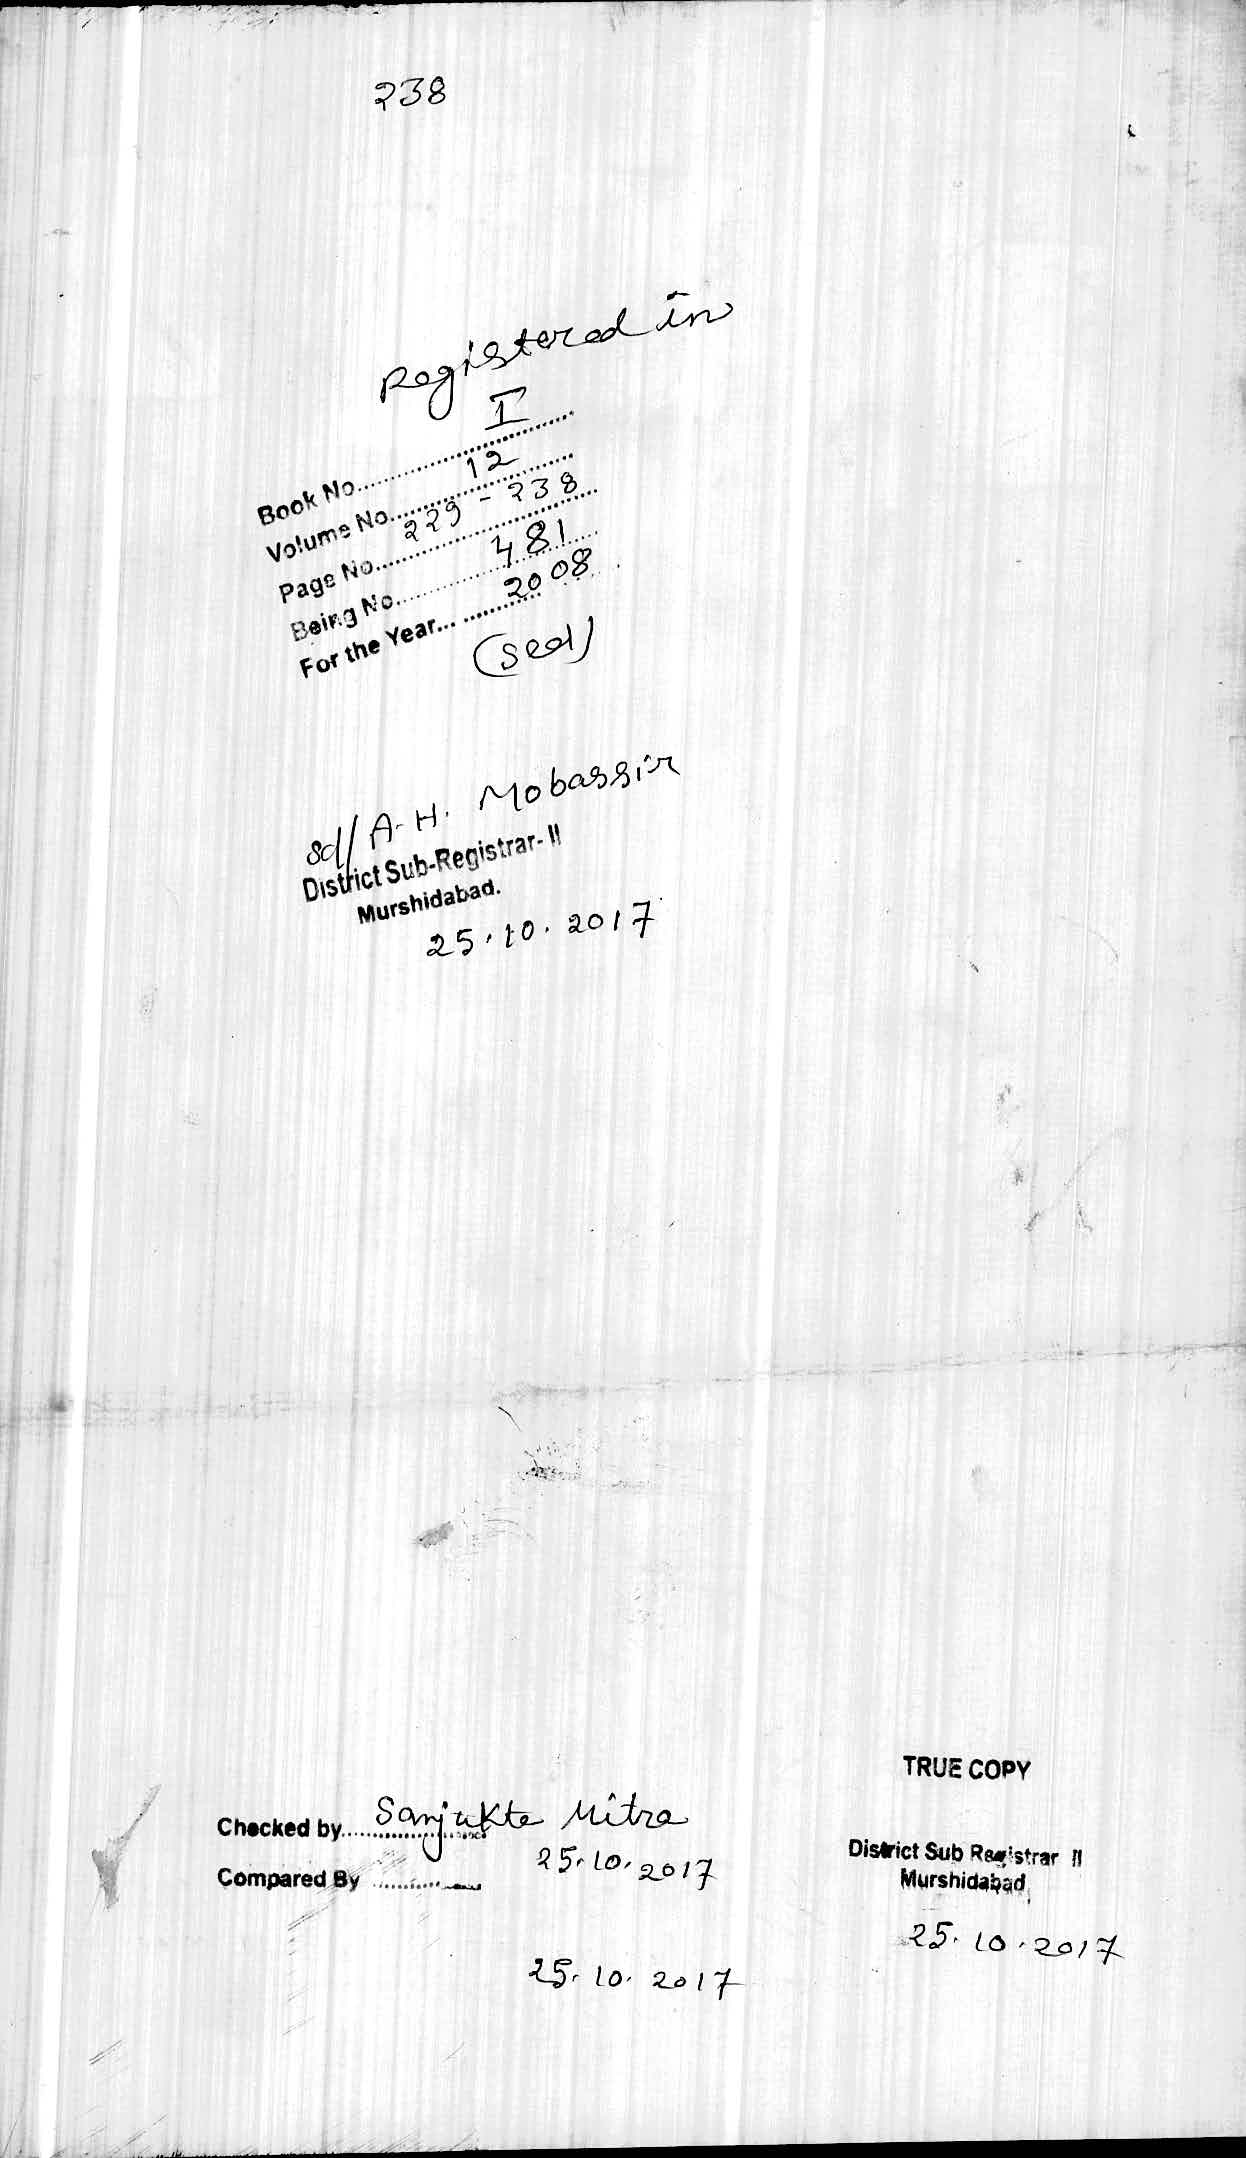 238
Registered in
Book No. I
Volume No. 12
Page No. 229 - 238
Being No. 481
For the Year... 2008
(Seal)
sd/ A. H. Mobassir
District Sub-Registrar- II
Murshidabad.
25.10.2017
TRUE COPY
Checked by Sanjukta Mitra
25.10.2017
Compared By
25.10.2017
District Sub Registrar II
Murshidabad
25.10.2017